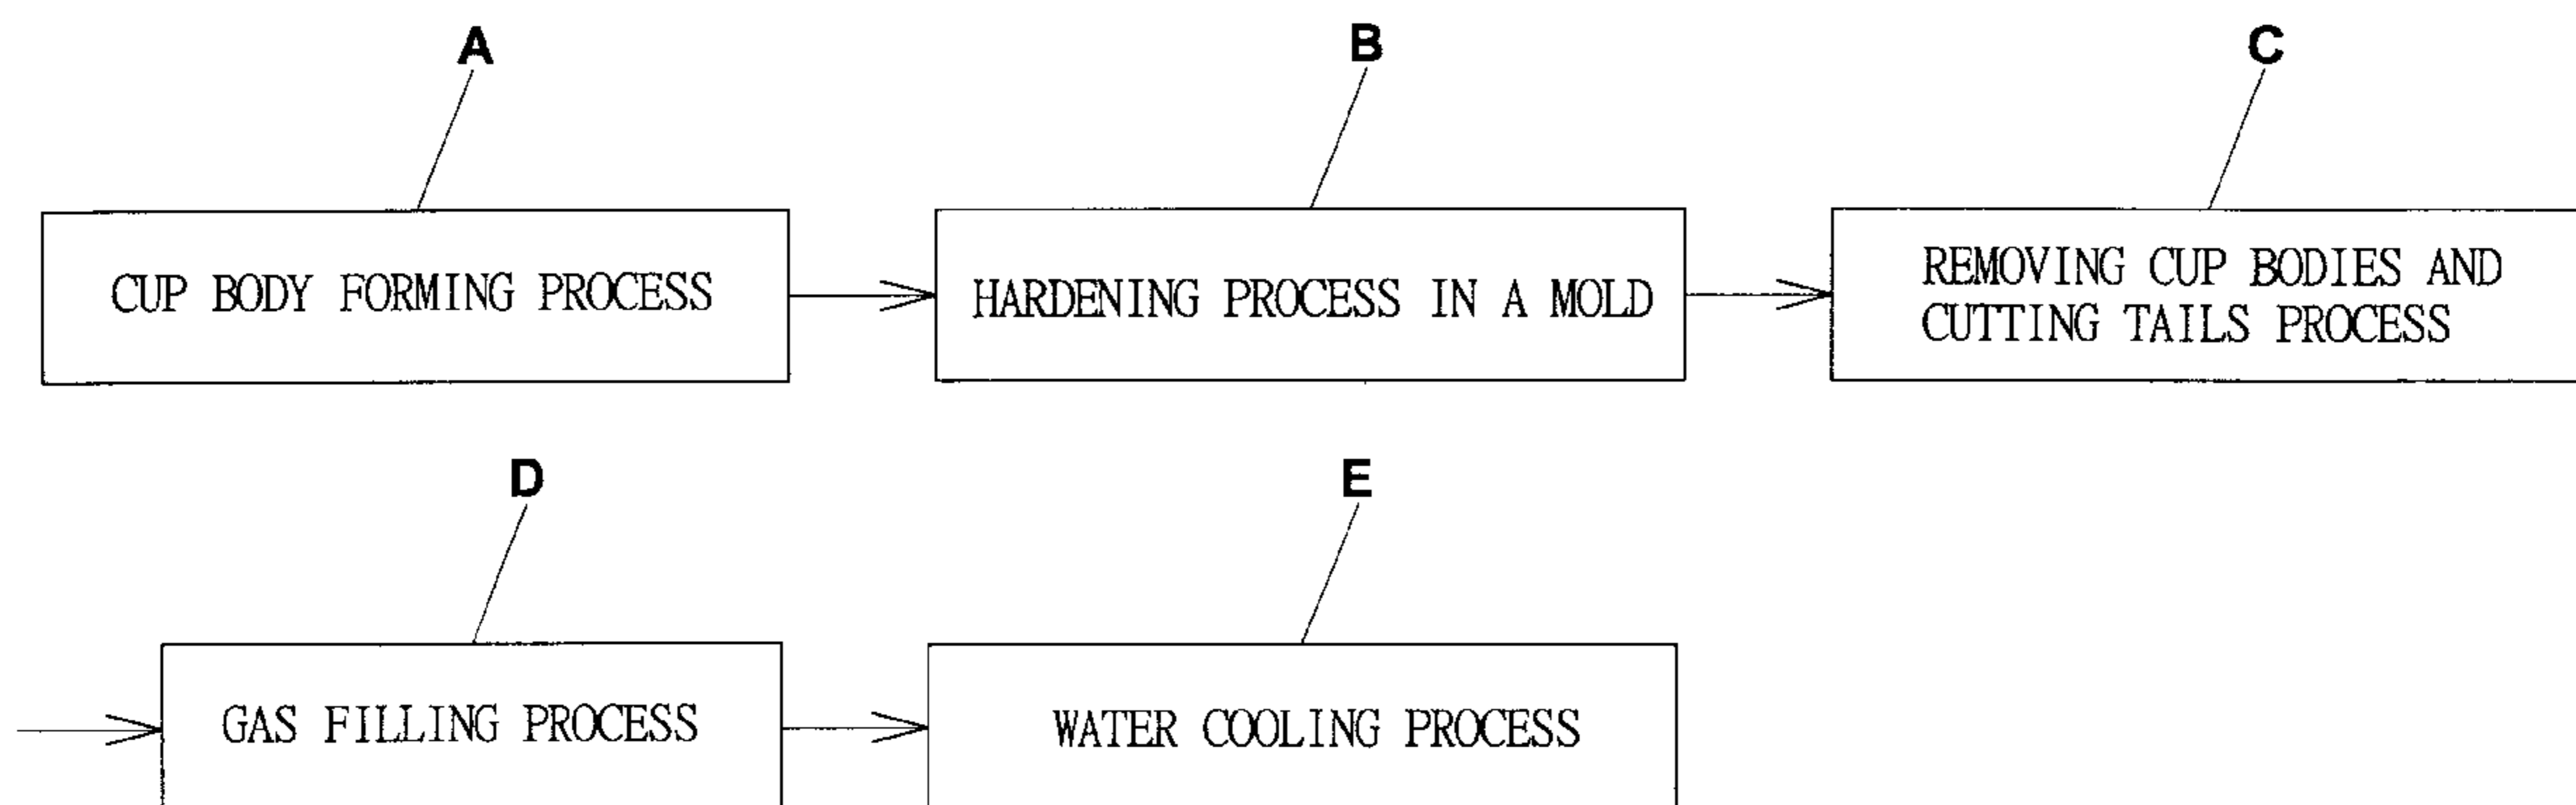 A
B
C
CUP BODY FORMING PROCESS
HARDENING PROCESS IN A MOLD
REMOVING CUP BODIES AND
CUTTING TAILS PROCESS
D
E
GAS FILLING PROCESS
WATER COOLING PROCESS